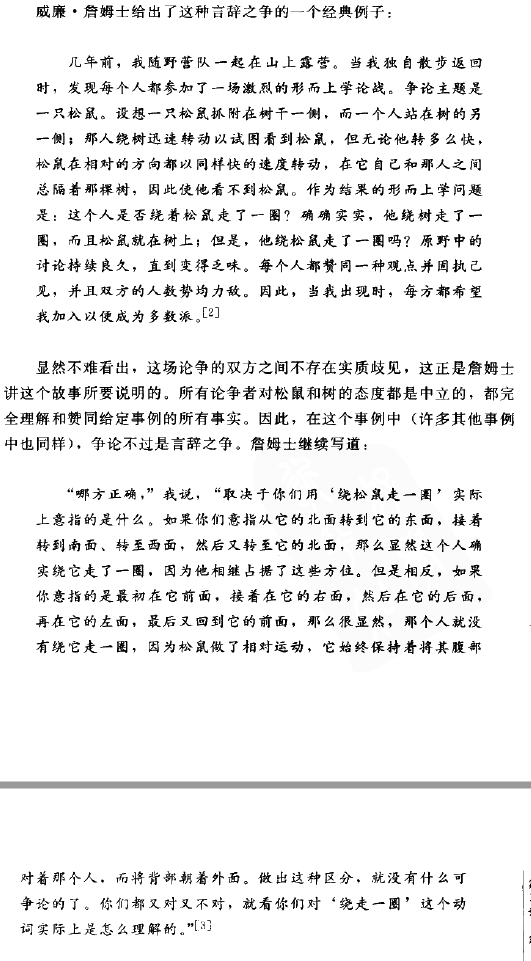 威廉·詹姆士给出了这种言辞之争的一个经典例子：
几年前，我随野营队一起在山上露营。当我独自散步返回
时，发现每个人都参加了一场激烈的形而上学论战。争论主题是
一只松鼠。设想一只松鼠抓附在树干一侧，而一个人站在树的另
一侧；那人绕树迅速转动以试图看到松鼠，但无论他转多么快，
松鼠在相对的方向都以同样快的速度转动，在它自己和那人之间
总隔着那棵树，因此使他看不到松鼠。作为结果的形而上学问题
是：这个人是否绕着松鼠走了一圈？确确实实，他绕树走了一
圈，而且松鼠就在树上；但是，他绕松鼠走了一圈吗？原野中的
讨论持续良久，直到变得乏味。每个人都赞同一种观点并固执己
见，并且双方的人数势均力敌。因此，当我出现时，每方都希望
我加入以便成为多数派。[2]
显然不难看出，这场论争的双方之间不存在实质歧见，这正是詹姆士
讲这个故事所要说明的。所有论争者对松鼠和树的态度都是中立的，都完
全理解和赞同给定事例的所有事实。因此，在这个事例中（许多其他事例
中也同样），争论不过是言辞之争。詹姆士继续写道：
“哪方正确，”我说，“取决于你们用‘绕松鼠走一圈’实际
上意指的是什么。如果你们意指从它的北面转到它的东面，接着
转到南面、转至西面，然后又转至它的北面，那么显然这个人确
实绕它走了一圈，因为他相继占据了这些方位。但是相反，如果
你意指的是最初在它前面，接着在它的右面，然后在它的后面，
再在它的左面，最后又回到它的前面，那么很显然，那个人就没
有绕它走一圈，因为松鼠做了相对运动，它始终保持着将其腹部
对着那个人，而将背部朝着外面。做出这种区分，就没有什么可
争论的了。你们都又对又不对，就看你们对‘绕走一圈’这个动
词实际上是怎么理解的。”[3]